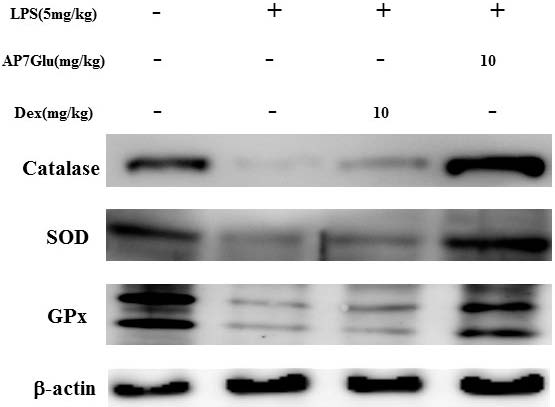 LPS(5mg/kg) - + + +
AP7Glu(mg/kg) - - - 10
Dex(mg/kg) - - 10 -
Catalase
SOD
GPx
β-actin